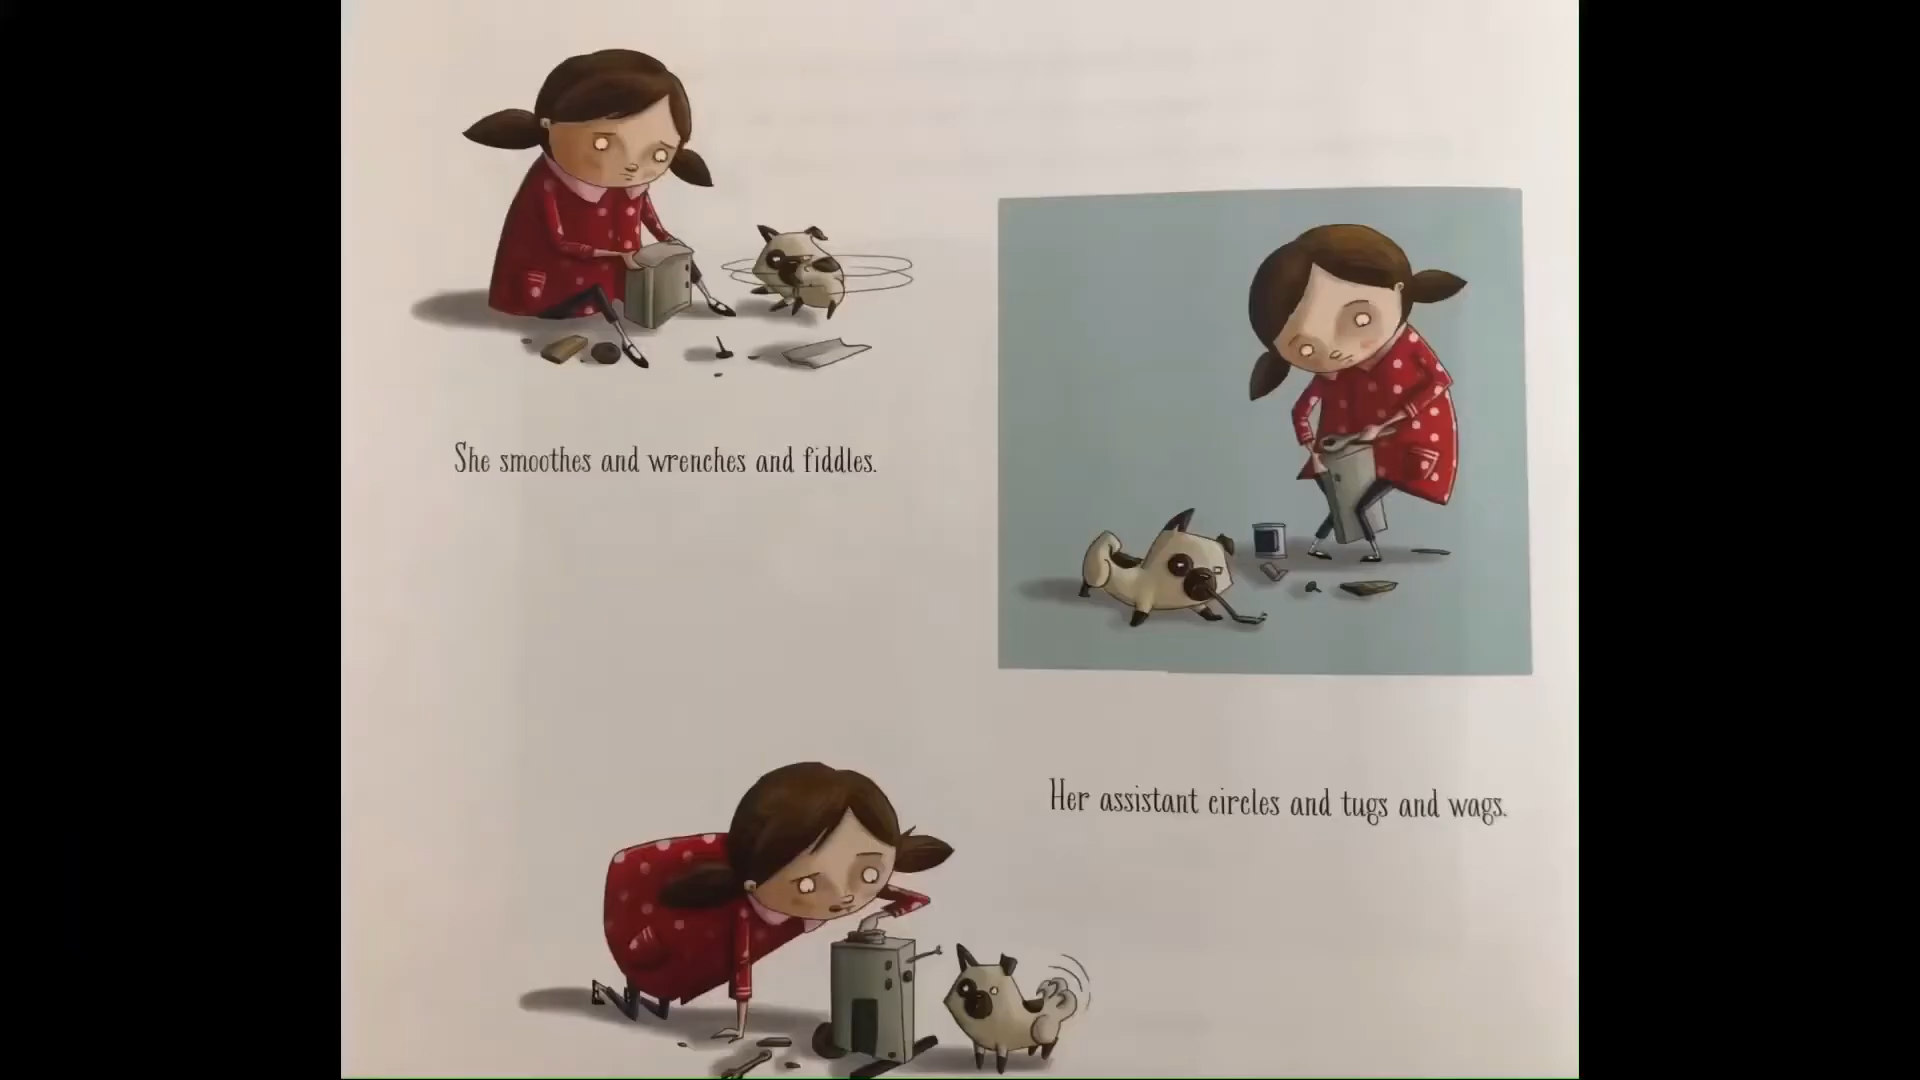 She smoothes and wrenches and fiddles.
Her assistant circles and tugs and wags.